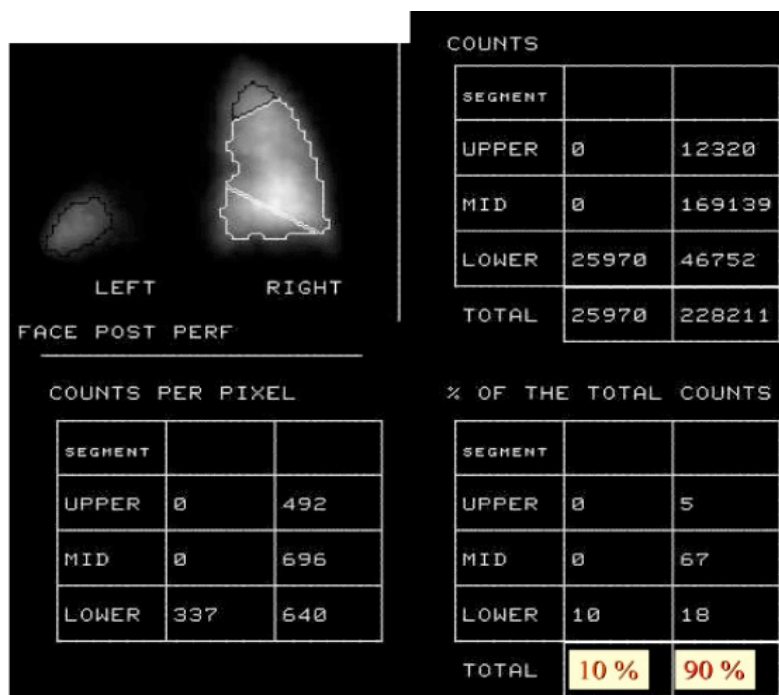 COUNTS
SEGMENT
UPPER 0 12320
MID 0 169139
LOWER 25970 46752
TOTAL 25970 228211
LEFT RIGHT
FACE POST PERF
COUNTS PER PIXEL
SEGMENT
UPPER 0 492
MID 0 696
LOWER 337 640
% OF THE TOTAL COUNTS
SEGMENT
UPPER 0 5
MID 0 67
LOWER 10 18
TOTAL 10 % 90 %